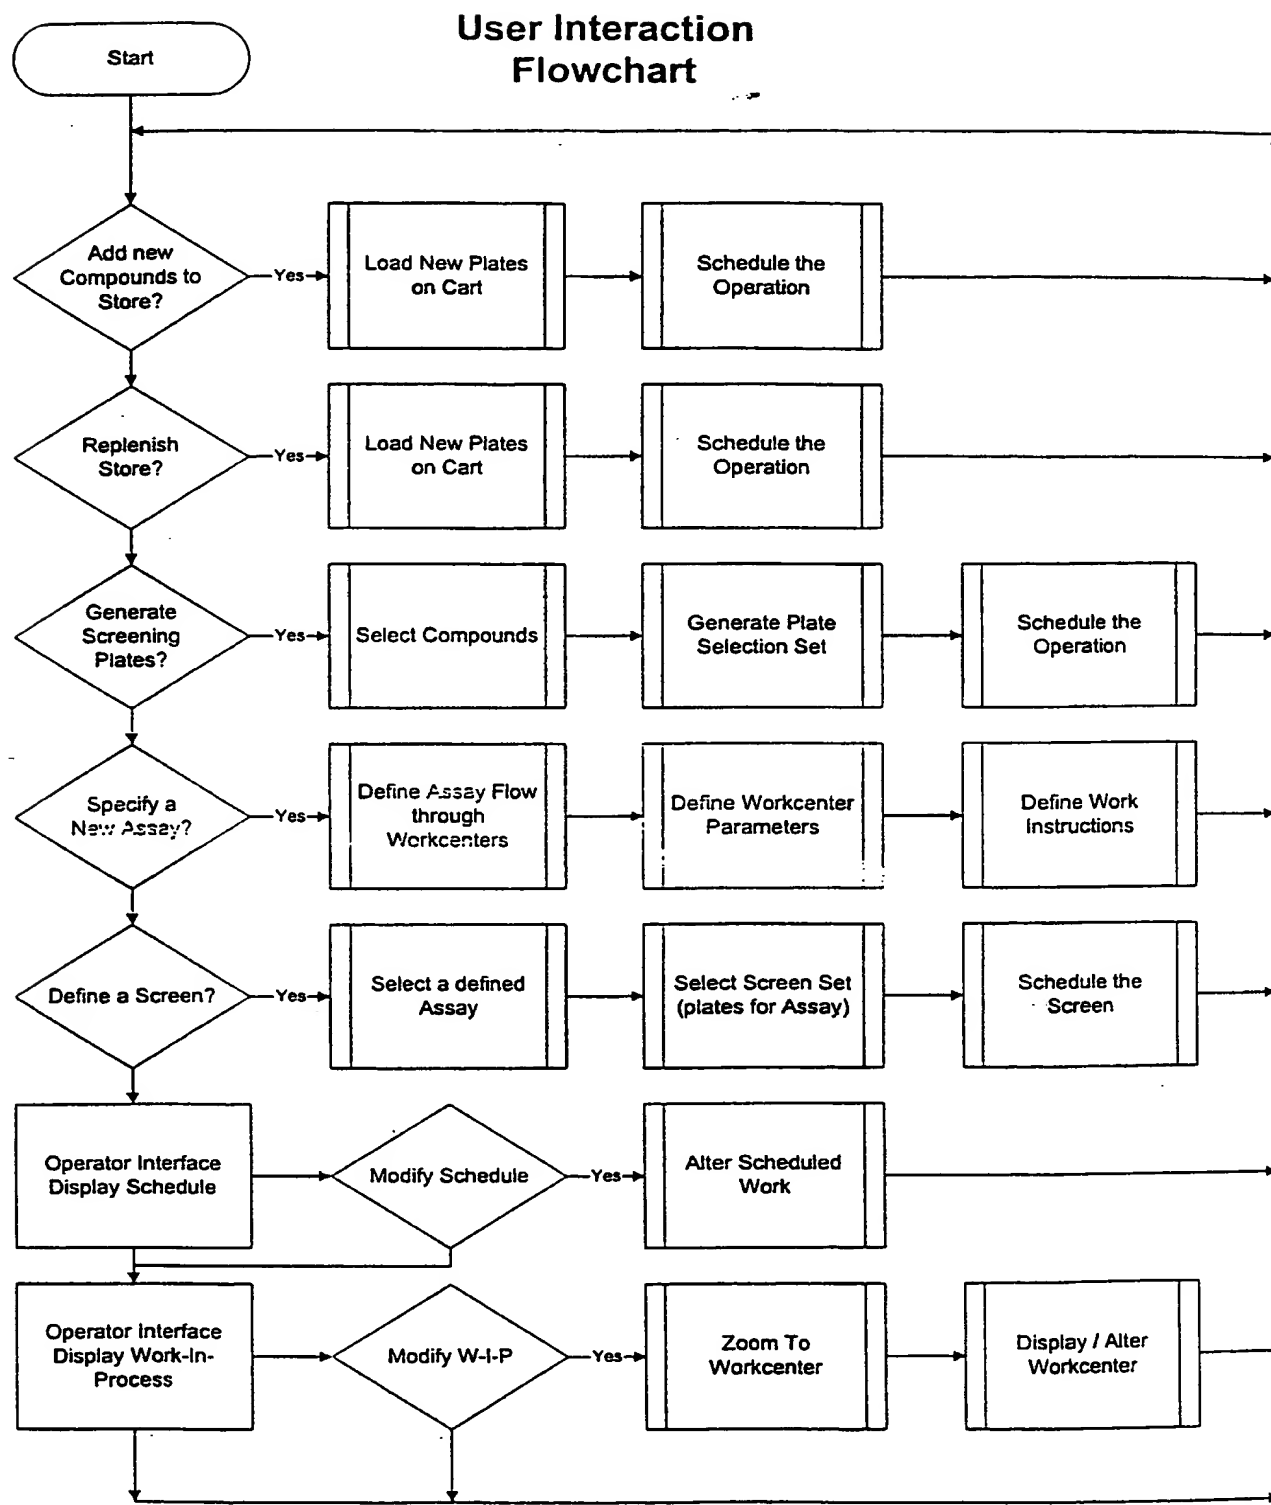 User Interaction
Flowchart
Start
Add new
Compounds to
Store?
Yes
Load New Plates
on Cart
Schedule the
Operation
Replenish
Store?
Yes
Load New Plates
on Cart
Schedule the
Operation
Generate
Screening
Plates?
Yes
Select Compounds
Generate Plate
Selection Set
Schedule the
Operation
Specify a
New Assay?
Yes
Define Assay Flow
through
Workcenters
Define Workcenter
Parameters
Define Work
Instructions
Define a Screen?
Yes
Select a defined
Assay
Select Screen Set
(plates for Assay)
Schedule the
Screen
Operator Interface
Display Schedule
Modify Schedule
Yes
Alter Scheduled
Work
Operator Interface
Display Work-In-
Process
Modify W-I-P
Yes
Zoom To
Workcenter
Display / Alter
Workcenter